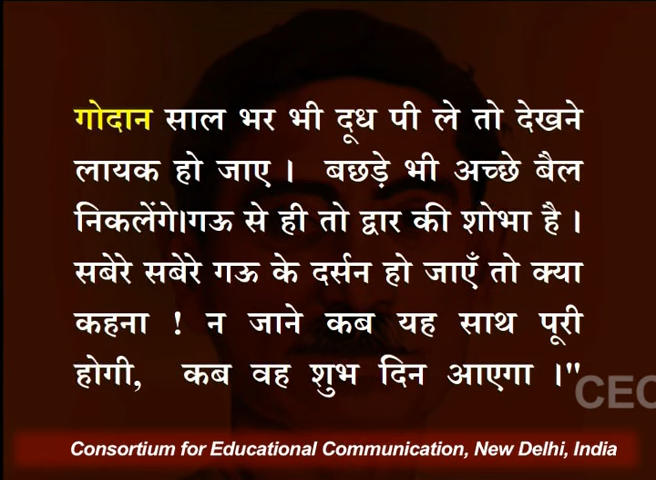 गोदान साल भर भी दूध पी ले तो देखने
लायक हो जाए ।  बछड़े भी अच्छे बैल
निकलेंगे।गऊ से ही तो द्वार की शोभा है ।
सबेरे सबेरे गऊ के दर्सन हो जाएँ तो क्या
कहना ! न जाने कब यह साथ पूरी
होगी,  कब वह शुभ दिन आएगा ।"
CEC
Consortium for Educational Communication, New Delhi, India